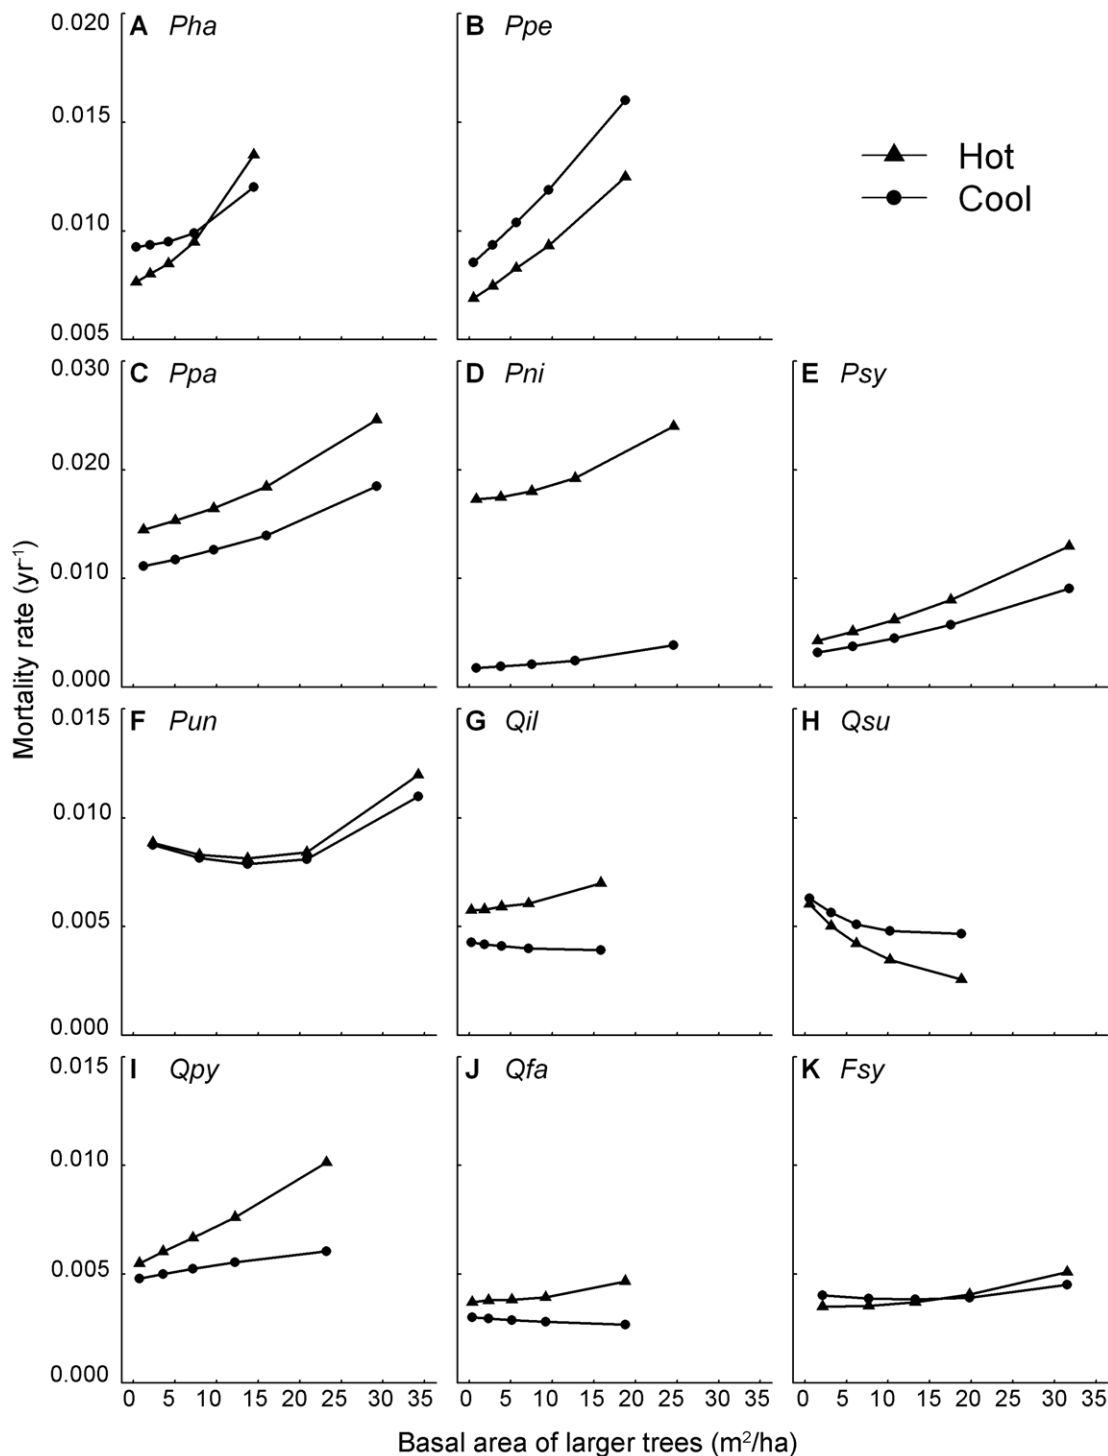 A Pha
B Ppe
0.020
0.015
0.010
0.005
Hot
Cool
C Ppa
D Pni
E Psy
0.030
0.020
0.010
0.000
F Pun
G Qil
H Qsu
0.015
0.010
0.005
0.000
I Qpy
J Qfa
K Fsy
0.015
0.010
0.005
0.000
0 5 10 15 20 25 30 35
0 5 10 15 20 25 30 35
0 5 10 15 20 25 30 35
Mortality rate (yr⁻¹)
Basal area of larger trees (m²/ha)